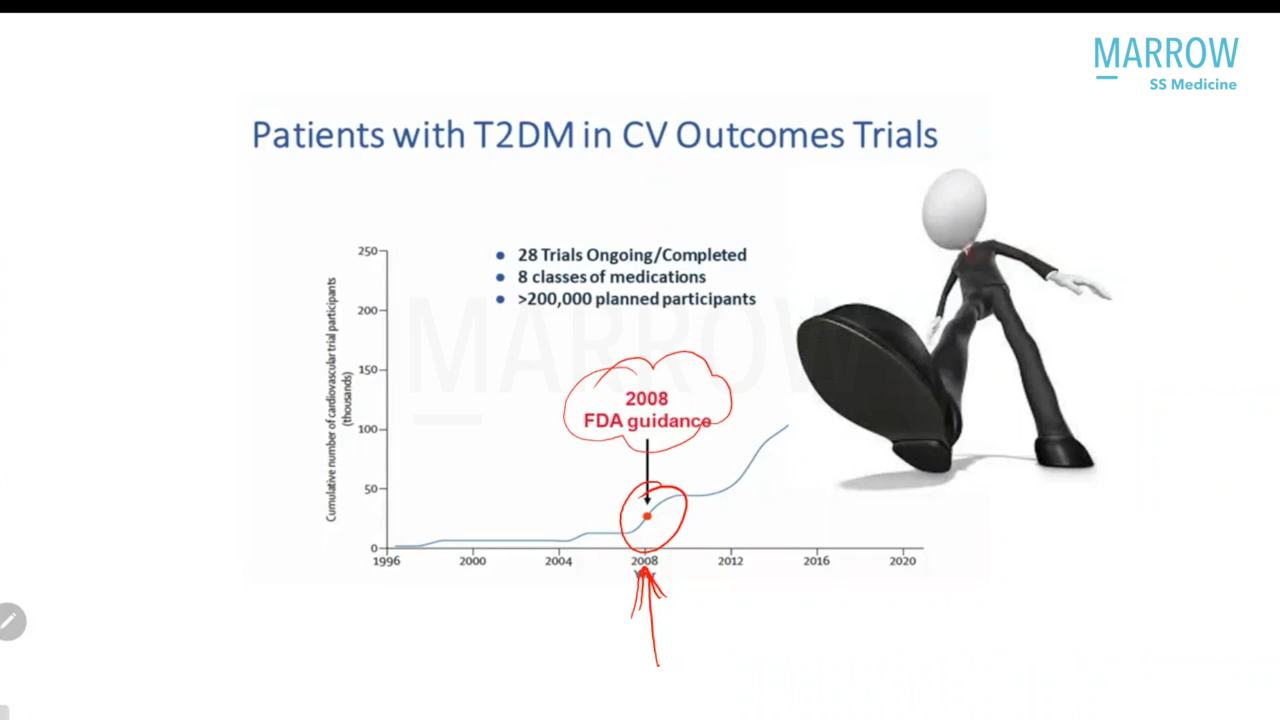 MARROW
SS Medicine
Patients with T2DM in CV Outcomes Trials
• 28 Trials Ongoing/Completed
• 8 classes of medications
• >200,000 planned participants
Cumulative number of cardiovascular trial participants
(thousands)
250
200
150
100
50
0
MARROW
2008
FDA guidance
1996
2000
2004
2008
2012
2016
2020
Year